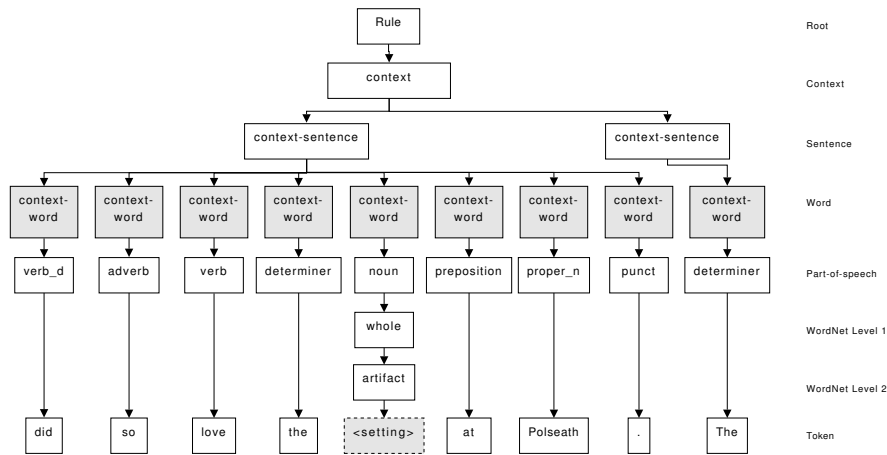 Rule
Root
context
Context
context-sentence
context-sentence
Sentence
context-
word
context-
word
context-
word
context-
word
context-
word
context-
word
context-
word
context-
word
context-
word
Word
verb_d
adverb
verb
determiner
noun
preposition
proper_n
punct
determiner
Part-of-speech
whole
WordNet Level 1
artifact
WordNet Level 2
did
so
love
the
<setting>
at
Polseath
.
The
Token